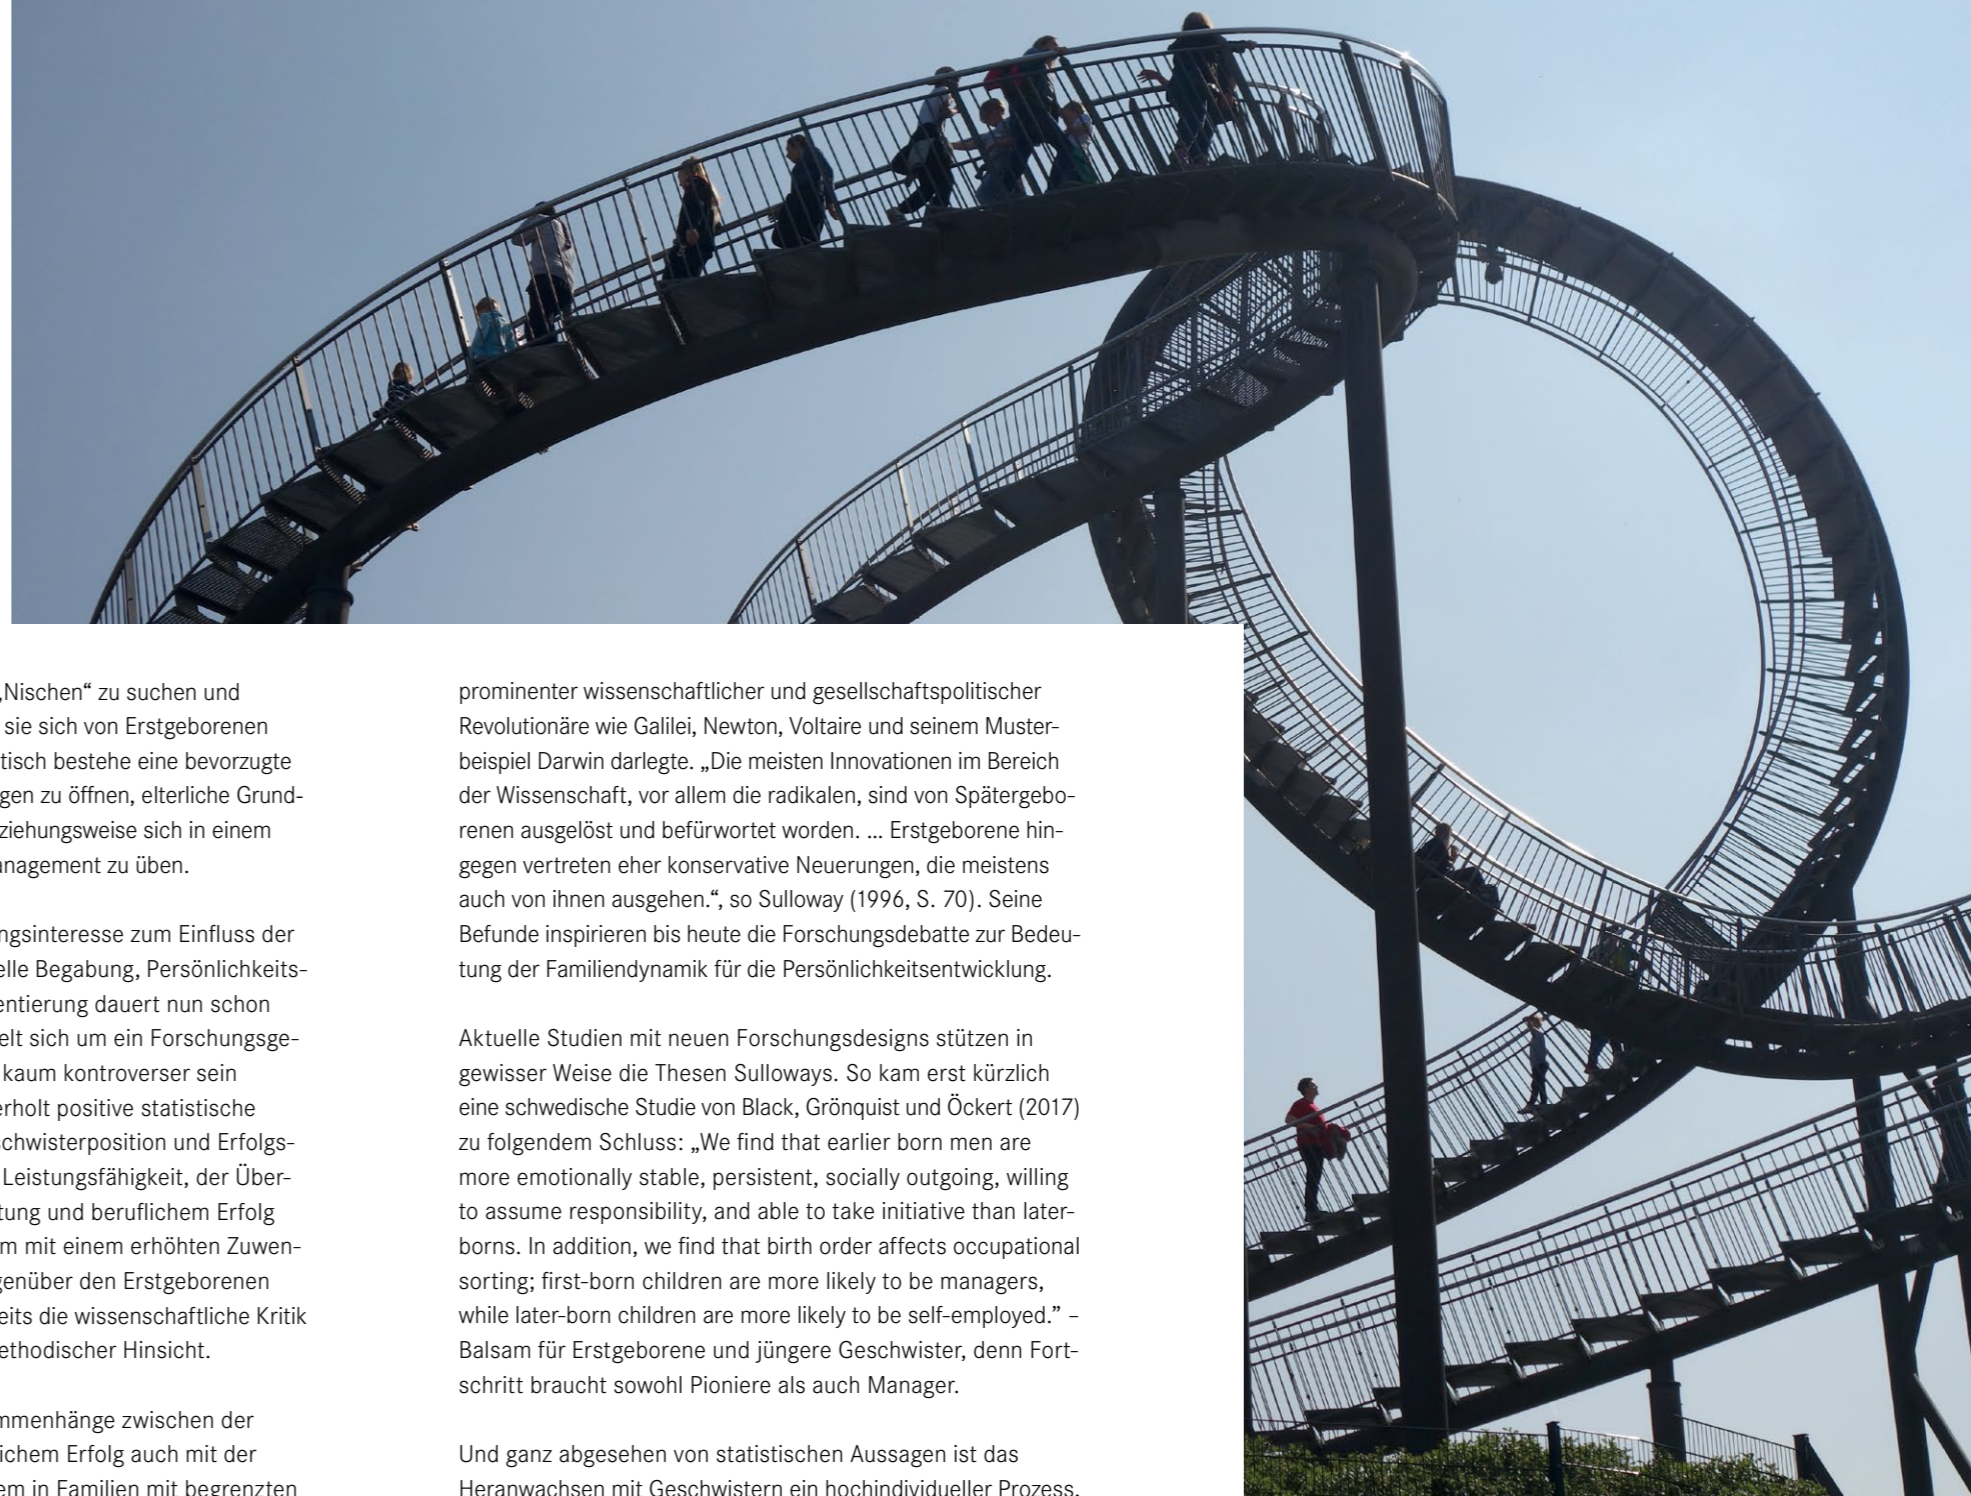 „Nischen“ zu suchen und
sie sich von Erstgeborenen
tisch bestehe eine bevorzugte
gen zu öffnen, elterliche Grund-
ziehungsweise sich in einem
anagement zu üben.
ngsinteresse zum Einfluss der
elle Begabung, Persönlichkeits-
entierung dauert nun schon
elt sich um ein Forschungsge-
kaum kontroverser sein
erholt positive statistische
schwisterposition und Erfolgs-
Leistungsfähigkeit, der Über-
tung und beruflichem Erfolg
m mit einem erhöhten Zuwen-
genüber den Erstgeborenen
eits die wissenschaftliche Kritik
ethodischer Hinsicht.
mmenhänge zwischen der
lichem Erfolg auch mit der
em in Familien mit begrenzten
prominenter wissenschaftlicher und gesellschaftspolitischer
Revolutionäre wie Galilei, Newton, Voltaire und seinem Muster-
beispiel Darwin darlegte. „Die meisten Innovationen im Bereich
der Wissenschaft, vor allem die radikalen, sind von Spätergebo-
renen ausgelöst und befürwortet worden. ... Erstgeborene hin-
gegen vertreten eher konservative Neuerungen, die meistens
auch von ihnen ausgehen.“, so Sulloway (1996, S. 70). Seine
Befunde inspirieren bis heute die Forschungsdebatte zur Bedeu-
tung der Familiendynamik für die Persönlichkeitsentwicklung.
Aktuelle Studien mit neuen Forschungsdesigns stützen in
gewisser Weise die Thesen Sulloways. So kam erst kürzlich
eine schwedische Studie von Black, Grönquist und Öckert (2017)
zu folgendem Schluss: „We find that earlier born men are
more emotionally stable, persistent, socially outgoing, willing
to assume responsibility, and able to take initiative than later-
borns. In addition, we find that birth order affects occupational
sorting; first-born children are more likely to be managers,
while later-born children are more likely to be self-employed.” –
Balsam für Erstgeborene und jüngere Geschwister, denn Fort-
schritt braucht sowohl Pioniere als auch Manager.
Und ganz abgesehen von statistischen Aussagen ist das
Heranwachsen mit Geschwistern ein hochindividueller Prozess,